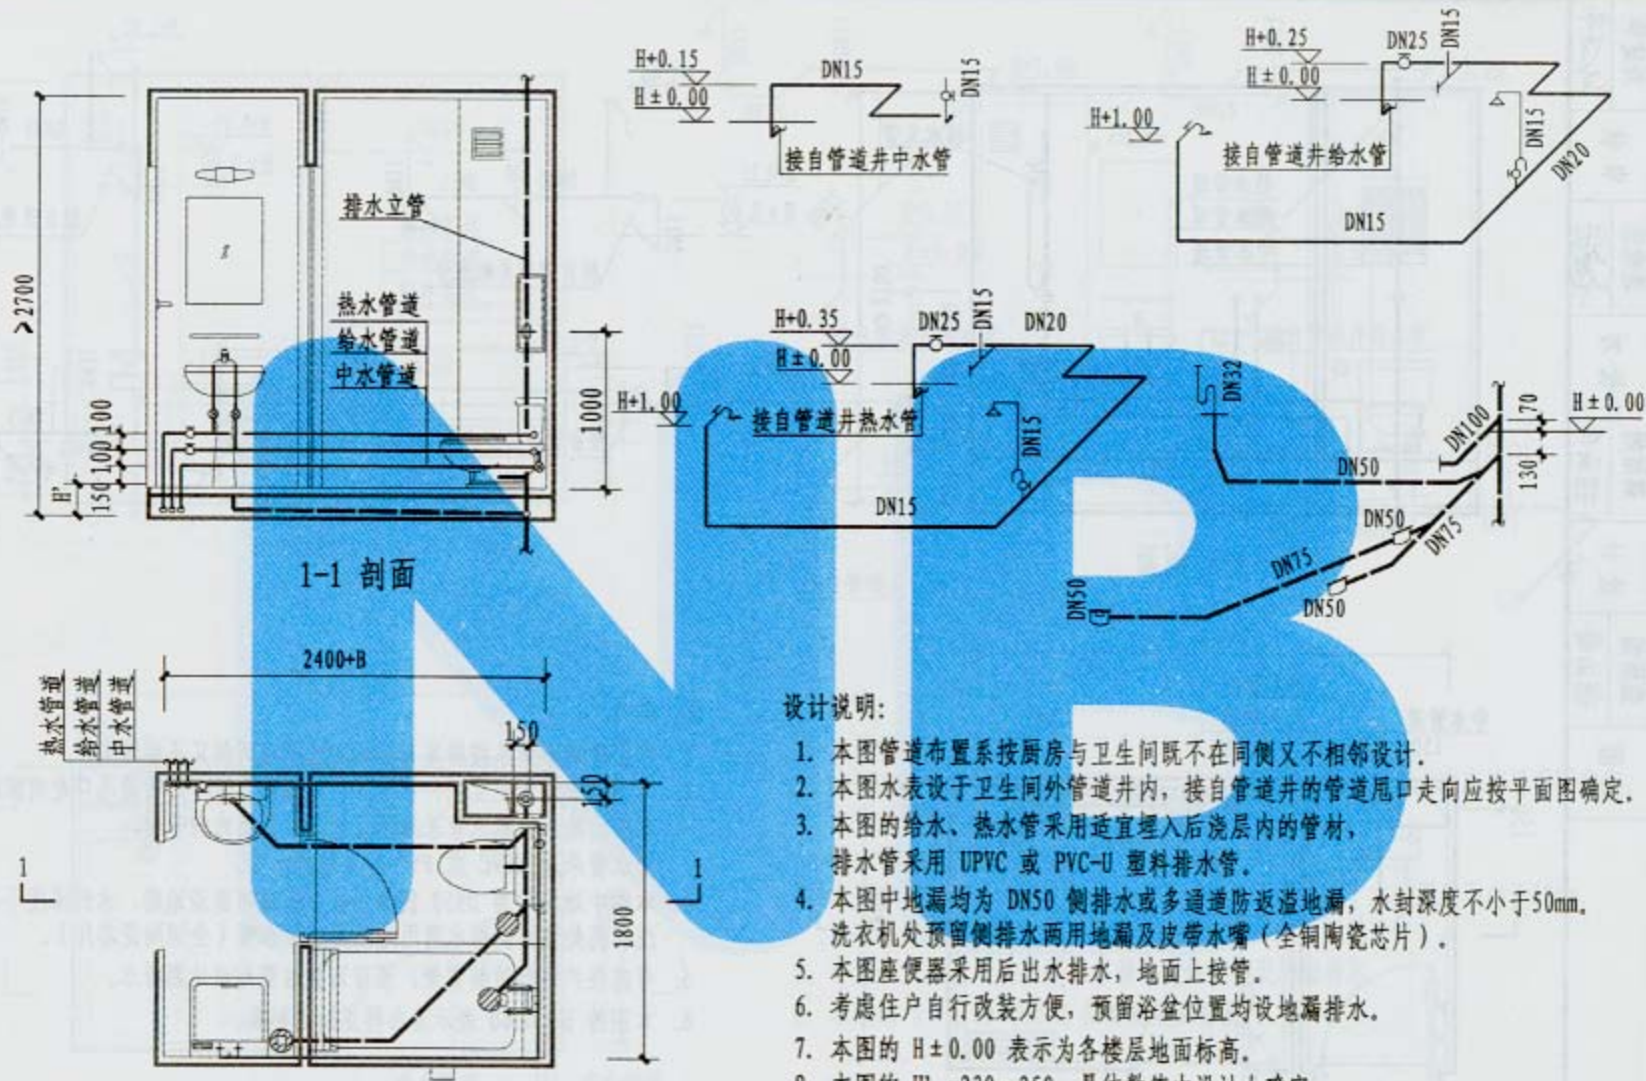 H+0.15
H±0.00
DN15
DN15
接自管道井中水管
H+0.25
H±0.00
DN25
DN15
H+1.00
接自管道井给水管
DN15
DN20
DN15
排水立管
≥2700
热水管道
给水管道
中水管道
1000
100
100
150
H'
1-1 剖面
H+0.35
H±0.00
DN25
DN15
DN20
H+1.00
接自管道井热水管
DN15
DN15
DN32
DN100
70
H±0.00
DN50
130
DN50
DN75
DN75
DN50
DN50
NB
2400+B
热水管道
给水管道
中水管道
150
150
1
1
1800
设计说明:
1. 本图管道布置系按厨房与卫生间既不在同侧又不相邻设计.
2. 本图水表设于卫生间外管道井内, 接自管道井的管道甩口走向应按平面图确定.
3. 本图的给水、热水管采用适宜埋入后浇层内的管材,
排水管采用 UPVC 或 PVC-U 塑料排水管.
4. 本图中地漏均为 DN50 侧排水或多通道防返溢地漏, 水封深度不小于50mm.
洗衣机处预留侧排水两用地漏及皮带水嘴(全铜陶瓷芯片).
5. 本图座便器采用后出水排水, 地面上接管.
6. 考虑住户自行改装方便, 预留浴盆位置均设地漏排水.
7. 本图的 H±0.00 表示为各楼层地面标高.